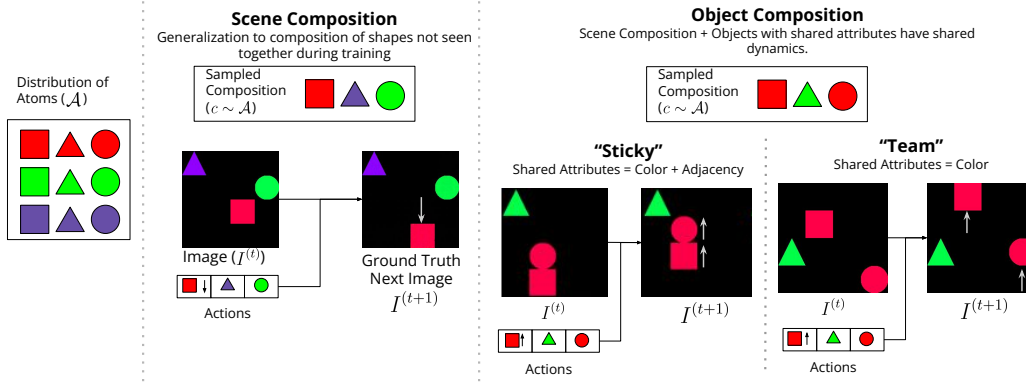 Distribution of
Atoms (𝒜)
Scene Composition
Generalization to composition of shapes not seen
together during training
Sampled
Composition
(c ∼ 𝒜)
Image (I^(t))
Actions
Ground Truth
Next Image
I^(t+1)
Object Composition
Scene Composition + Objects with shared attributes have shared
dynamics.
Sampled
Composition
(c ∼ 𝒜)
“Sticky”
Shared Attributes = Color + Adjacency
I^(t)
I^(t+1)
Actions
“Team”
Shared Attributes = Color
I^(t)
I^(t+1)
Actions